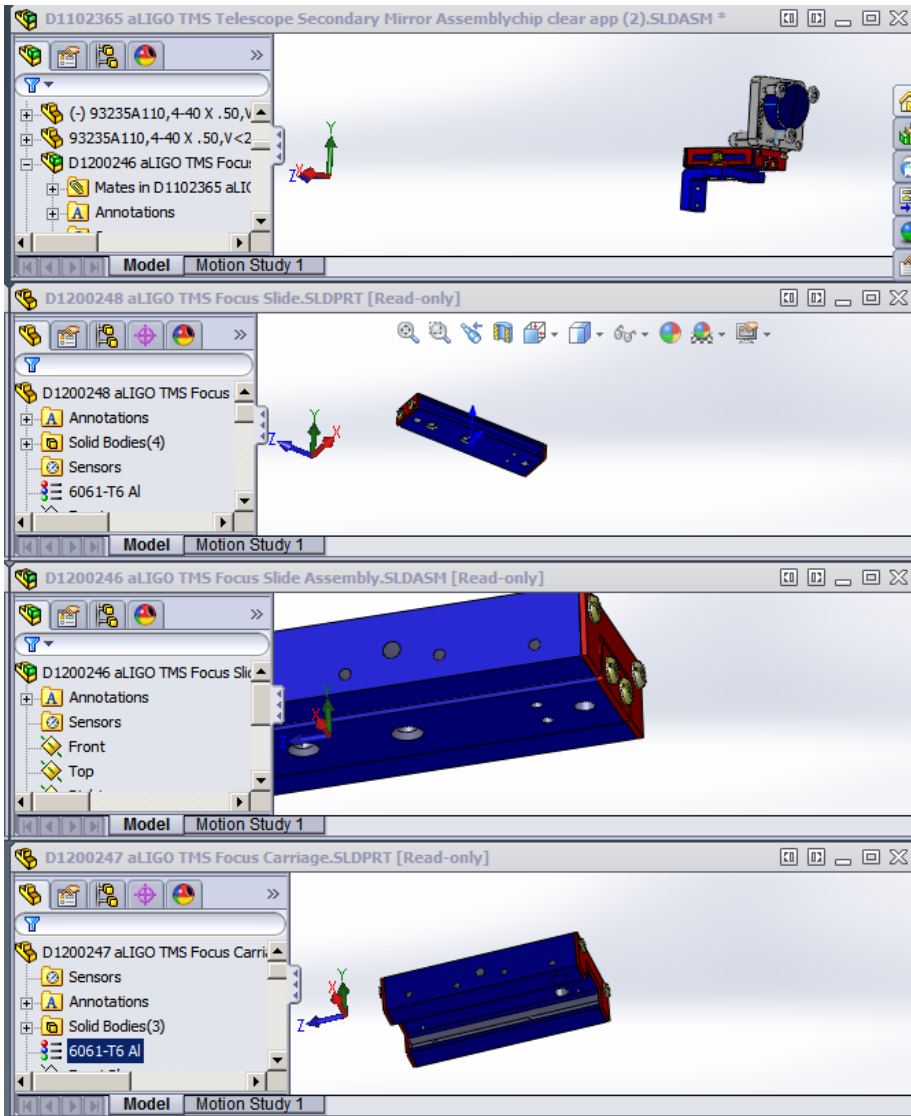 D1102365 aLIGO TMS Telescope Secondary Mirror Assemblychip clear app (2).SLDASM *
(-) 93235A110,4-40 X .50,V
93235A110,4-40 X .50,V<2
D1200246 aLIGO TMS Focus
Mates in D1102365 aLIG
Annotations
Model Motion Study 1
Y
Z X
D1200248 aLIGO TMS Focus Slide.SLDPRT [Read-only]
D1200248 aLIGO TMS Focus
Annotations
Solid Bodies(4)
Sensors
6061-T6 Al
Model Motion Study 1
Y
Z X
D1200246 aLIGO TMS Focus Slide Assembly.SLDASM [Read-only]
D1200246 aLIGO TMS Focus Slid
Annotations
Sensors
Front
Top
Model Motion Study 1
Y
X
Z
D1200247 aLIGO TMS Focus Carriage.SLDPRT [Read-only]
D1200247 aLIGO TMS Focus Carria
Sensors
Annotations
Solid Bodies(3)
6061-T6 Al
Model Motion Study 1
Y
X
Z